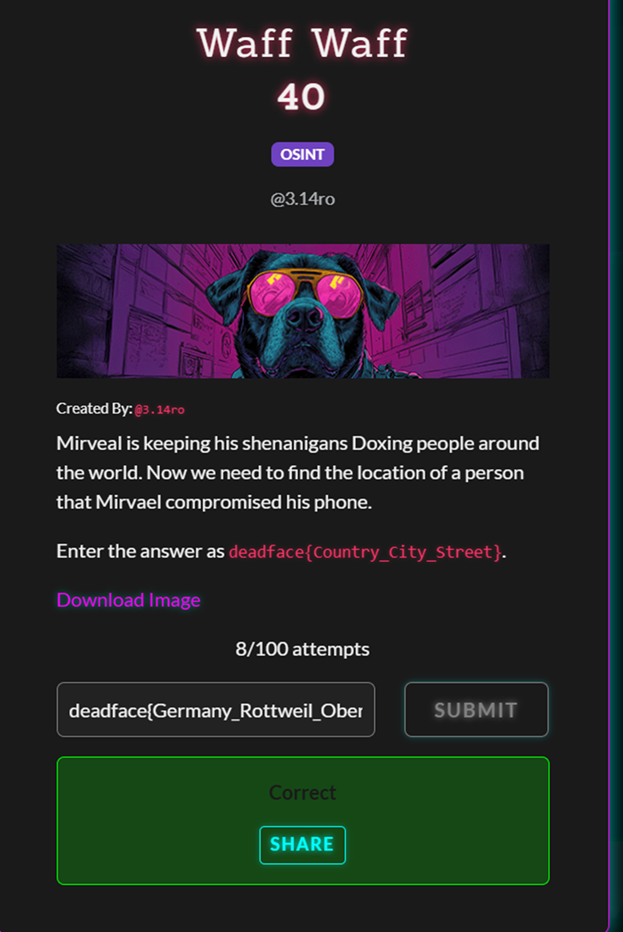 Waff Waff
40
OSINT
@3.14ro
Created By: @3.14ro
Mirveal is keeping his shenanigans Doxing people around
the world. Now we need to find the location of a person
that Mirvael compromised his phone.
Enter the answer as deadface{Country_City_Street}.
Download Image
8/100 attempts
deadface{Germany_Rottweil_Ober
SUBMIT
Correct
SHARE